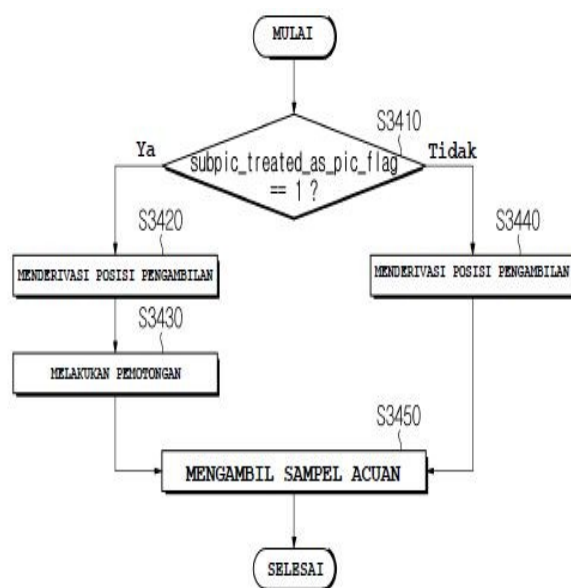 MULAI
S3410
Ya
subpic_treated_as_pic_flag
== 1 ?
Tidak
S3420
MENDERIVASI POSISI PENGAMBILAN
S3440
MENDERIVASI POSISI PENGAMBILAN
S3430
MELAKUKAN PEMOTONGAN
S3450
MENGAMBIL SAMPEL ACUAN
SELESAI